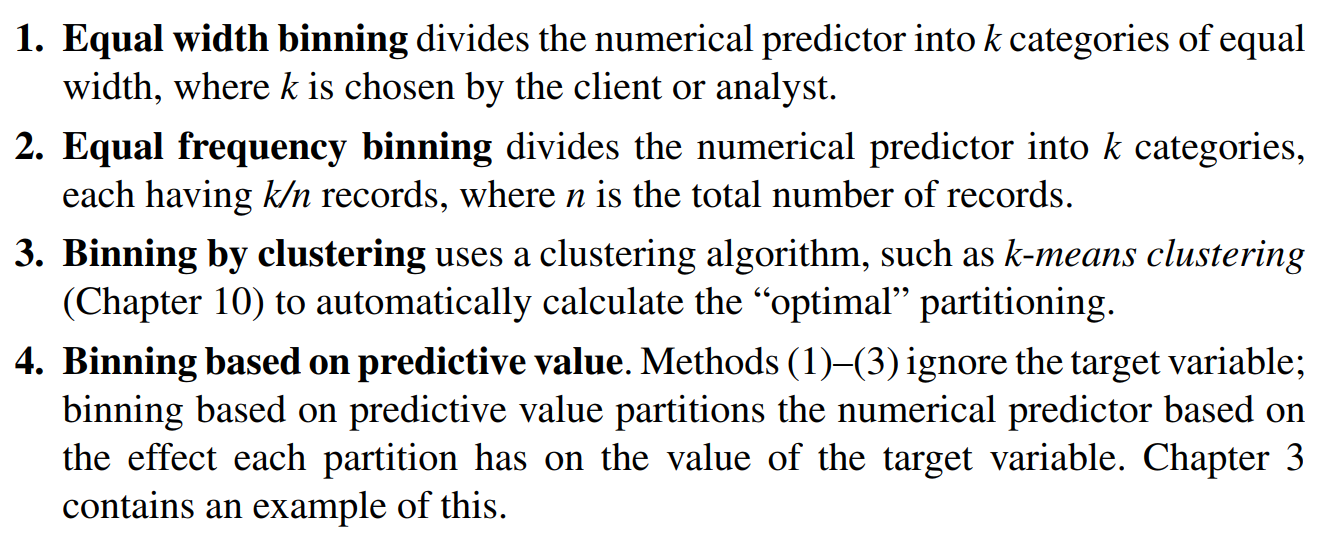 1. Equal width binning divides the numerical predictor into k categories of equal
width, where k is chosen by the client or analyst.
2. Equal frequency binning divides the numerical predictor into k categories,
each having k/n records, where n is the total number of records.
3. Binning by clustering uses a clustering algorithm, such as k-means clustering
(Chapter 10) to automatically calculate the “optimal” partitioning.
4. Binning based on predictive value. Methods (1)–(3) ignore the target variable;
binning based on predictive value partitions the numerical predictor based on
the effect each partition has on the value of the target variable. Chapter 3
contains an example of this.